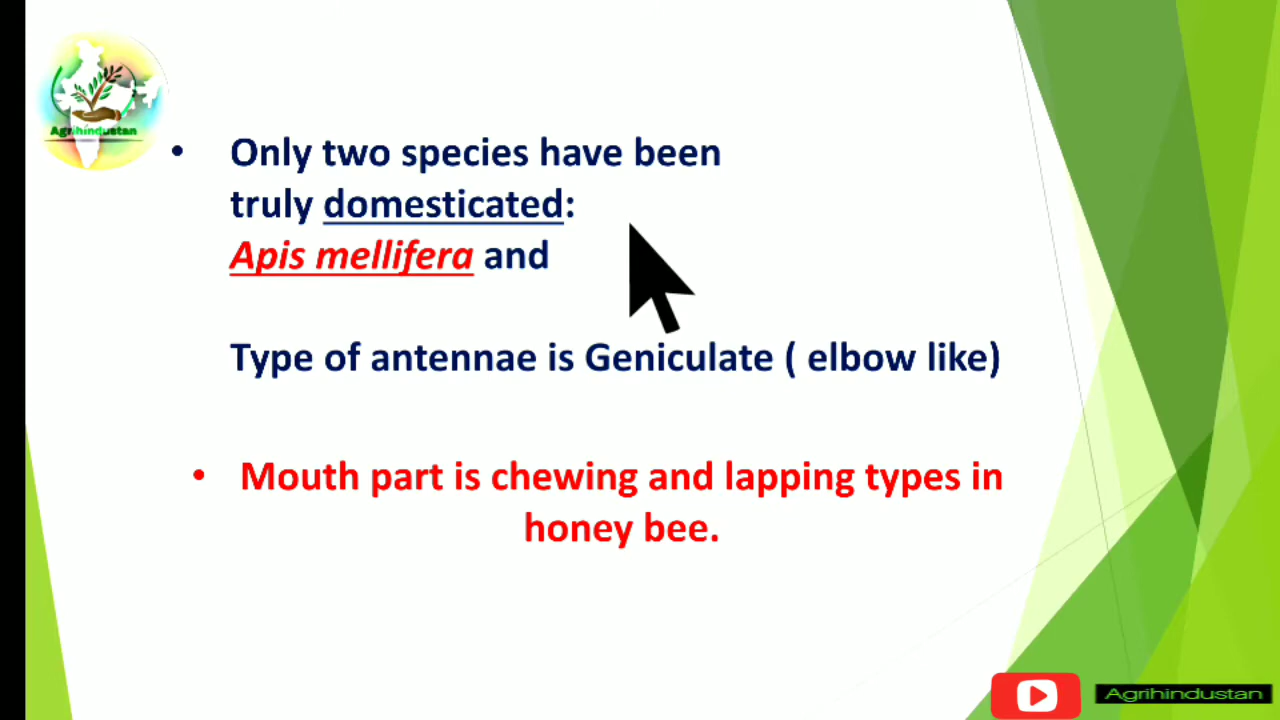 Agrihindustan
• Only two species have been
truly domesticated:
Apis mellifera and
Type of antennae is Geniculate ( elbow like)
• Mouth part is chewing and lapping types in
honey bee.
Agrihindustan